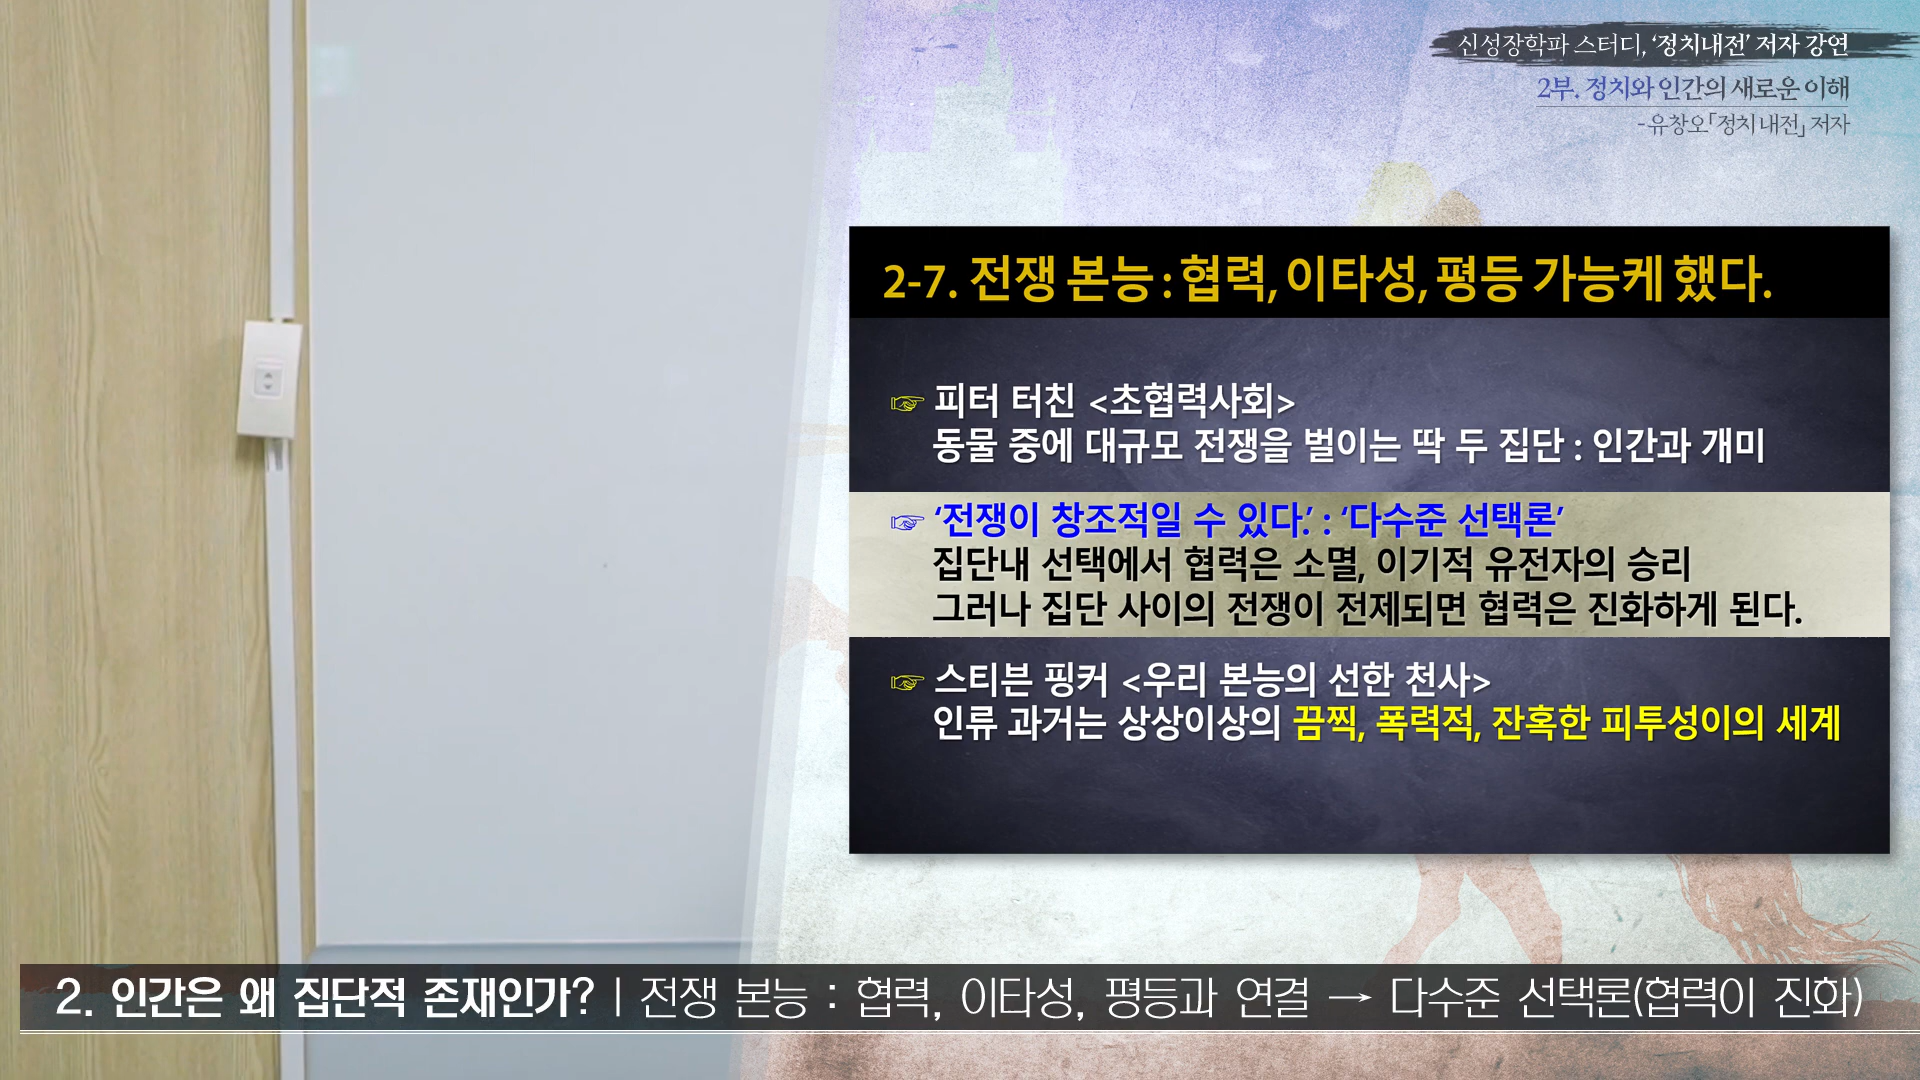 신성장학파 스터디, ‘정치내전’ 저자 강연
2부. 정치와 인간의 새로운 이해
-유창오「정치 내전」 저자
2-7. 전쟁 본능 : 협력, 이타성, 평등 가능케 했다.
☞ 피터 터친 <초협력사회>
동물 중에 대규모 전쟁을 벌이는 딱 두 집단 : 인간과 개미
☞ ‘전쟁이 창조적일 수 있다.’ : ‘다수준 선택론’
집단내 선택에서 협력은 소멸, 이기적 유전자의 승리
그러나 집단 사이의 전쟁이 전제되면 협력은 진화하게 된다.
☞ 스티븐 핑커 <우리 본능의 선한 천사>
인류 과거는 상상이상의 끔찍, 폭력적, 잔혹한 피투성이의 세계
2. 인간은 왜 집단적 존재인가? | 전쟁 본능 : 협력, 이타성, 평등과 연결 → 다수준 선택론(협력이 진화)